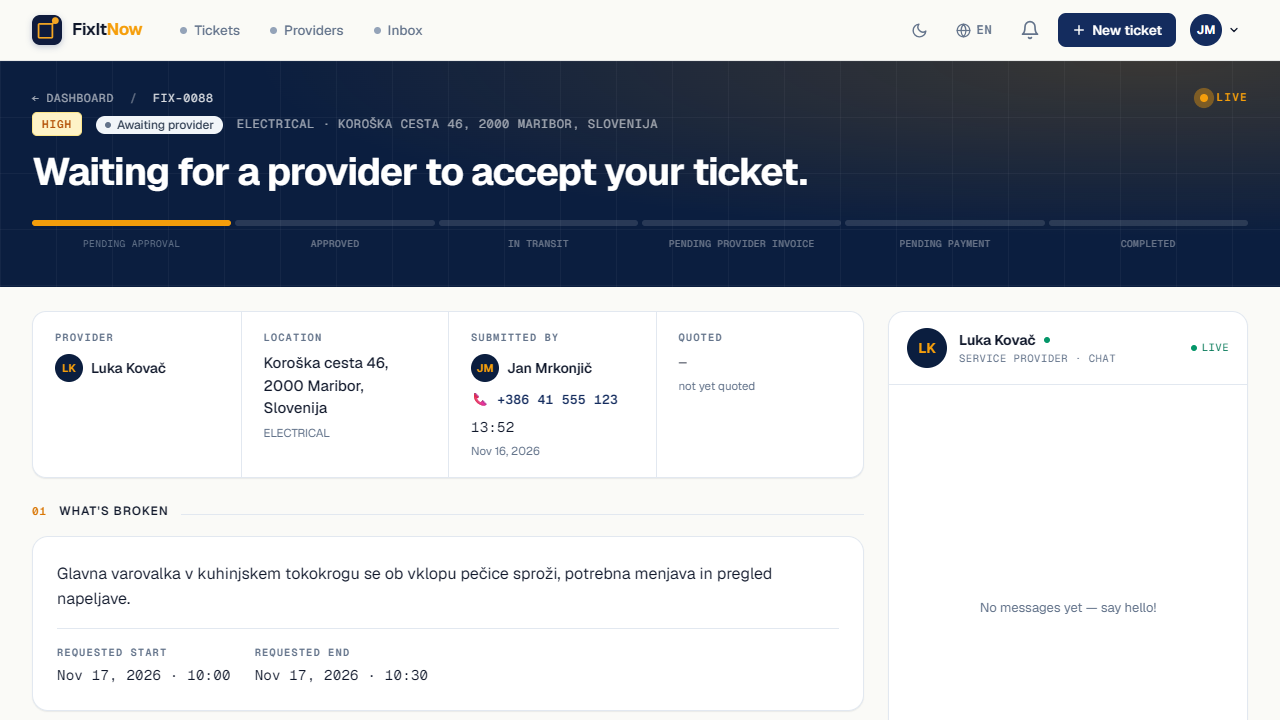 FixItNow
Tickets
Providers
Inbox
EN
+ New ticket
JM
← DASHBOARD / FIX-0088
LIVE
HIGH
Awaiting provider
ELECTRICAL · KOROŠKA CESTA 46, 2000 MARIBOR, SLOVENIJA
Waiting for a provider to accept your ticket.
PENDING APPROVAL
APPROVED
IN TRANSIT
PENDING PROVIDER INVOICE
PENDING PAYMENT
COMPLETED
PROVIDER
LK Luka Kovač
LOCATION
Koroška cesta 46,
2000 Maribor,
Slovenija
ELECTRICAL
SUBMITTED BY
JM Jan Mrkonjič
+386 41 555 123
13:52
Nov 16, 2026
QUOTED
—
not yet quoted
LK
Luka Kovač
SERVICE PROVIDER · CHAT
LIVE
No messages yet — say hello!
01 WHAT'S BROKEN
Glavna varovalka v kuhinjskem tokokrogu se ob vklopu pečice sproži, potrebna menjava in pregled
napeljave.
REQUESTED START
Nov 17, 2026 · 10:00
REQUESTED END
Nov 17, 2026 · 10:30